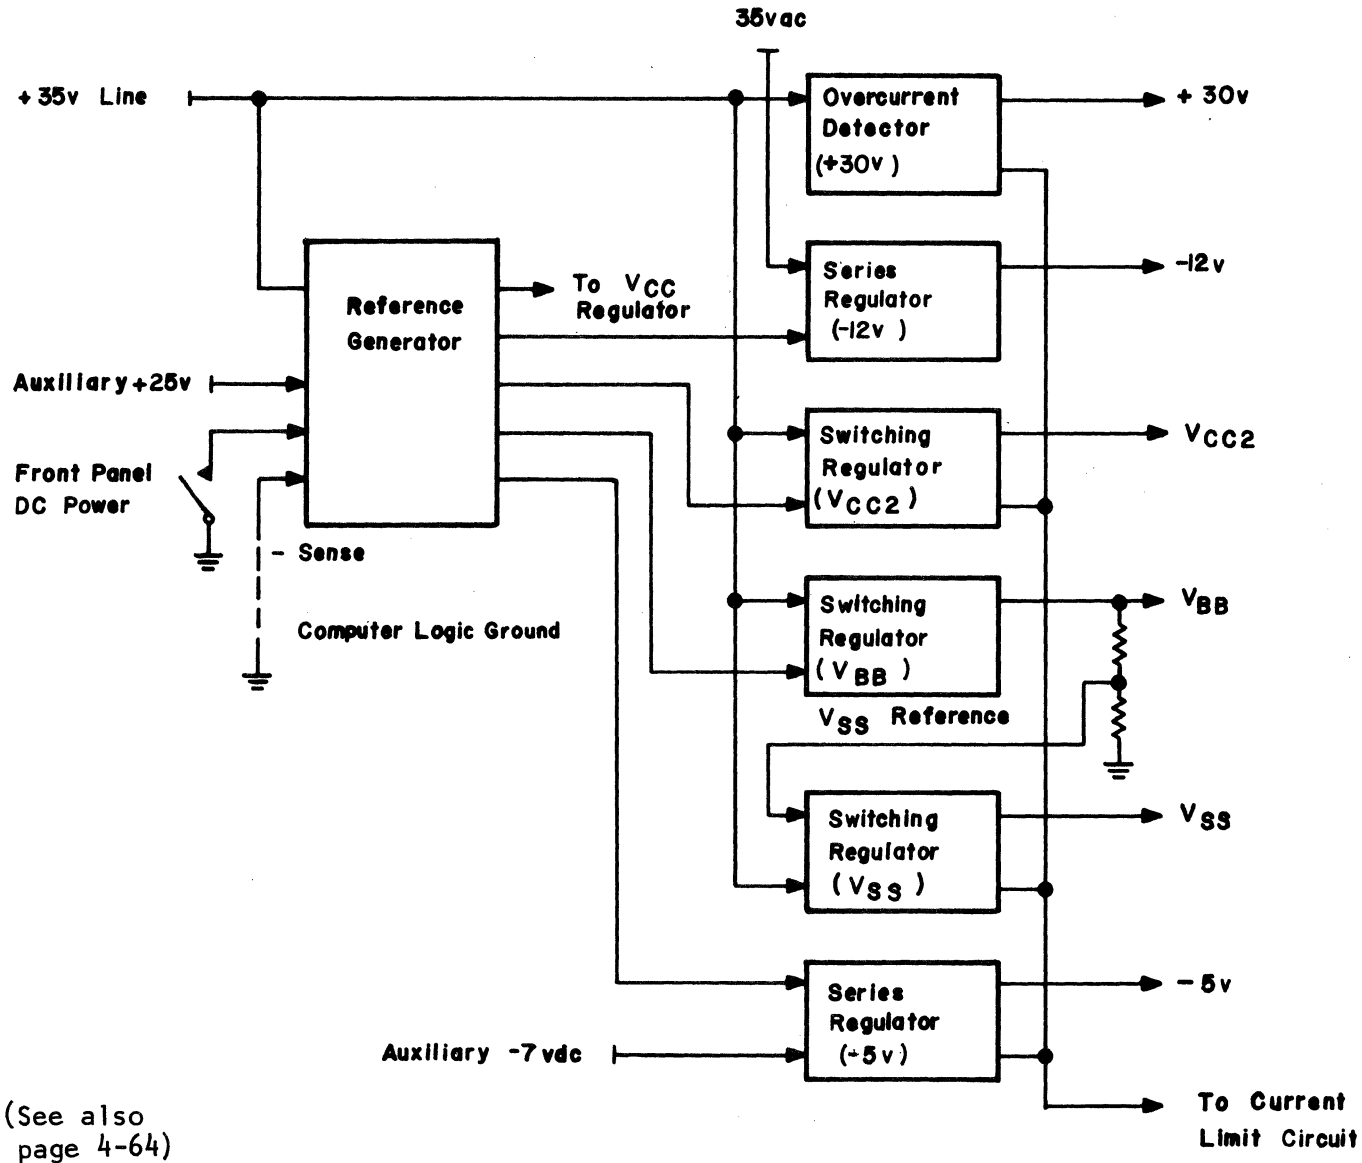 35vac
+35v Line
Overcurrent
Detector
(+30v)
+30v
Reference
Generator
To VCC
Regulator
Series
Regulator
(-12v)
-12v
Auxiliary+25v
Front Panel
DC Power
- Sense
Computer Logic Ground
Switching
Regulator
(VCC2)
VCC2
Switching
Regulator
(VBB)
VBB
VSS Reference
Switching
Regulator
(VSS)
VSS
Series
Regulator
(-5v)
-5v
Auxiliary -7vdc
To Current
Limit Circuit
(See also
page 4-64)